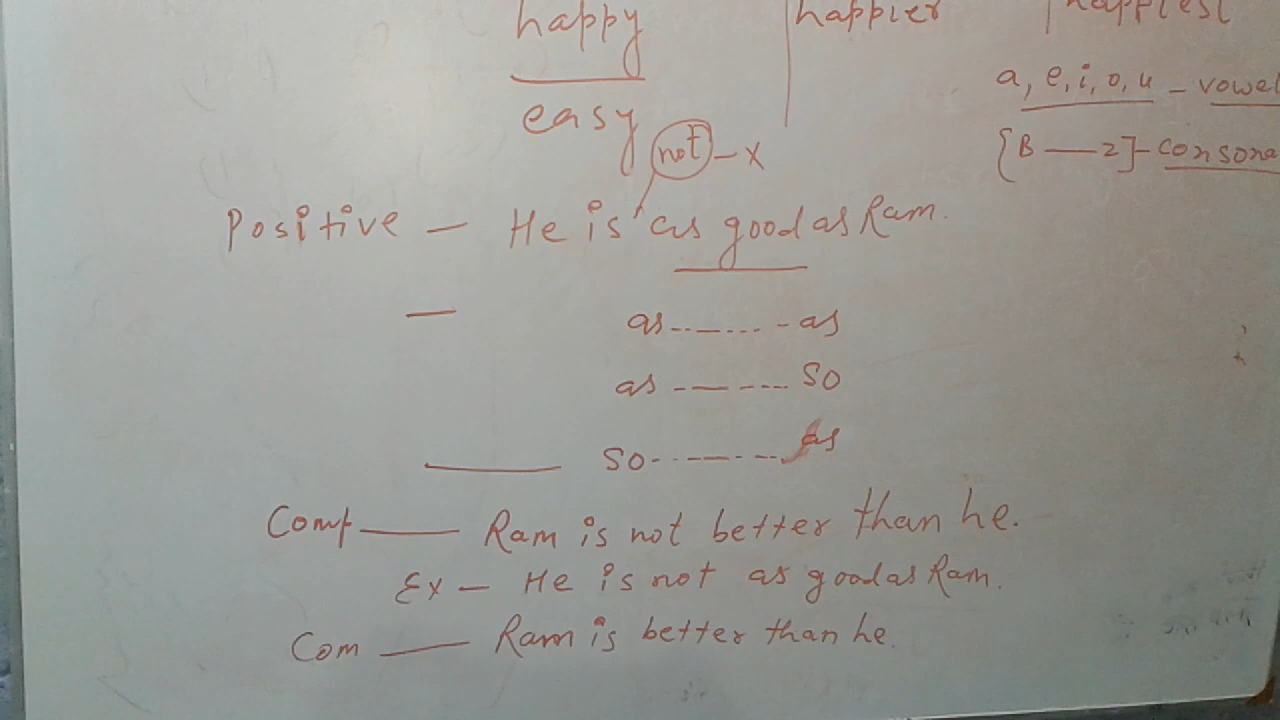 happy | happier | happiest
a, e, i, o, u - vowel
easy
not - x
[B — z] - consona
Positive - He is as good as Ram.
— as ------- as
as ------- so
— so ------- as
Comp — Ram is not better than he.
Ex - He is not as good as Ram.
Com — Ram is better than he.